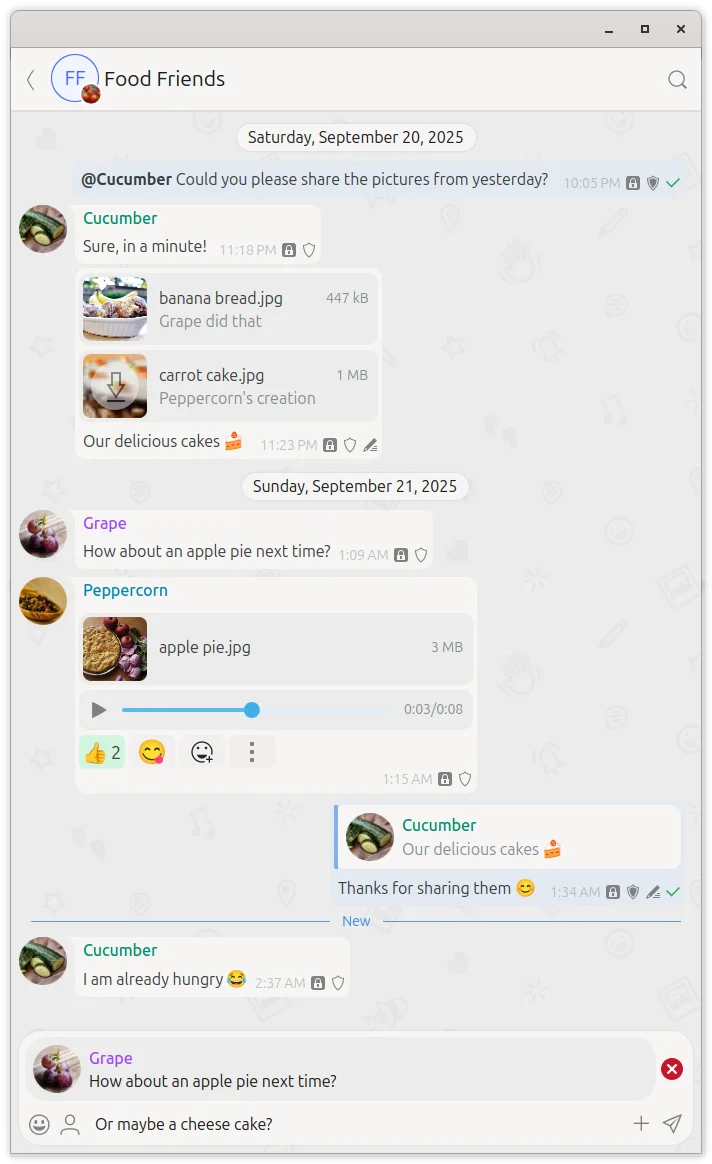 FF Food Friends
Saturday, September 20, 2025
@Cucumber Could you please share the pictures from yesterday? 10:05 PM
Cucumber
Sure, in a minute! 11:18 PM
banana bread.jpg 447 kB
Grape did that
carrot cake.jpg 1 MB
Peppercorn's creation
Our delicious cakes 🍰 11:23 PM
Sunday, September 21, 2025
Grape
How about an apple pie next time? 1:09 AM
Peppercorn
apple pie.jpg 3 MB
0:03/0:08
👍 2 😋
1:15 AM
Cucumber
Our delicious cakes 🍰
Thanks for sharing them 😊 1:34 AM
New
Cucumber
I am already hungry 😂 2:37 AM
Grape
How about an apple pie next time?
Or maybe a cheese cake?